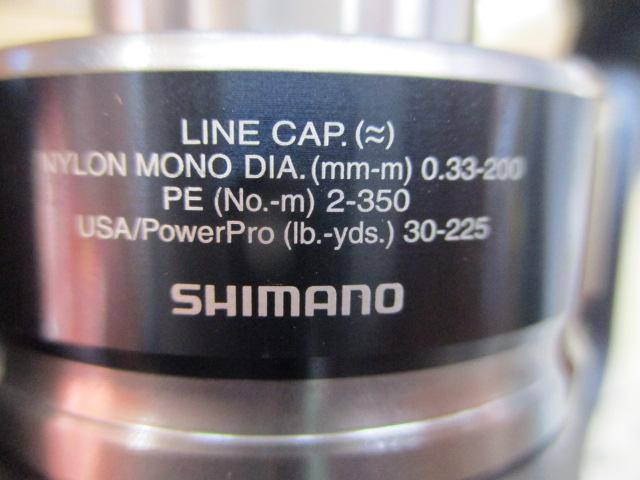 LINE CAP. (≈)
NYLON MONO DIA. (mm-m) 0.33-200
PE (No.-m) 2-350
USA/PowerPro (lb.-yds.) 30-225
SHIMANO